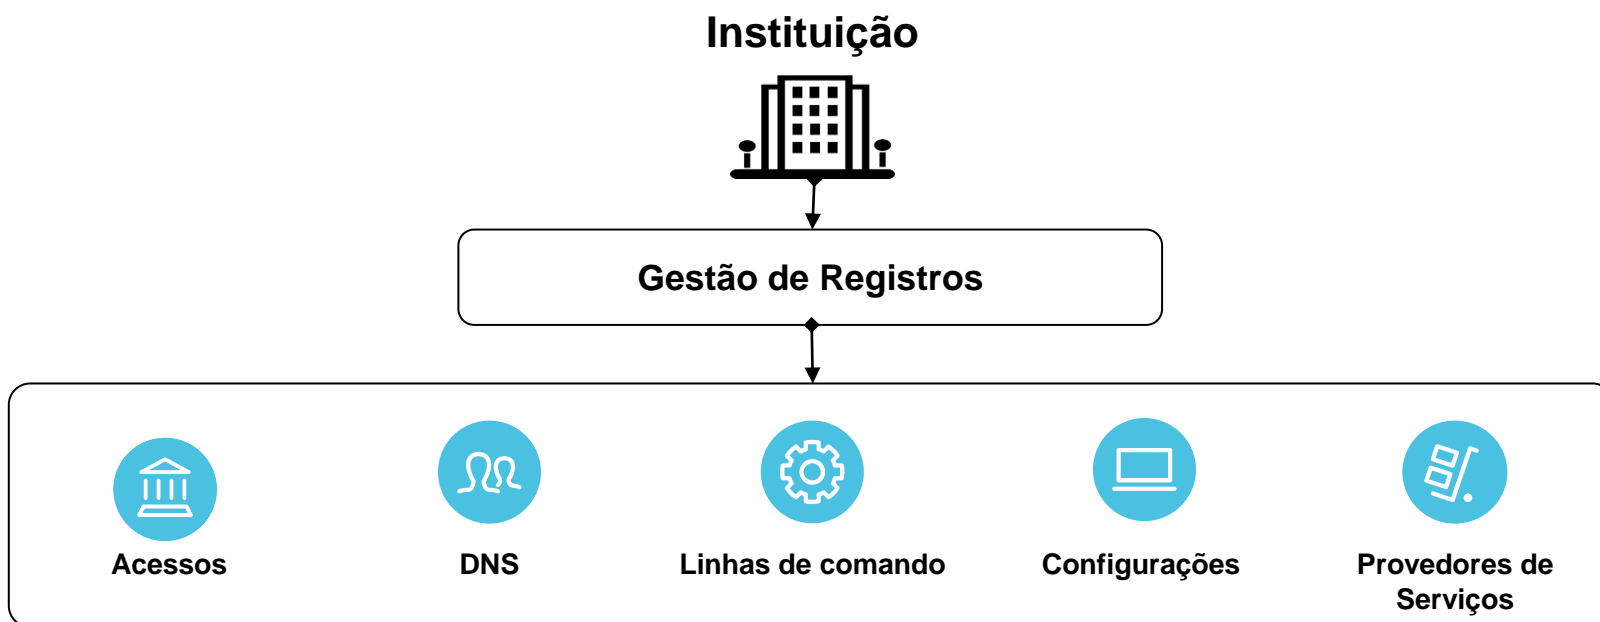 Instituição
Gestão de Registros
Acessos
DNS
Linhas de comando
Configurações
Provedores de
Serviços